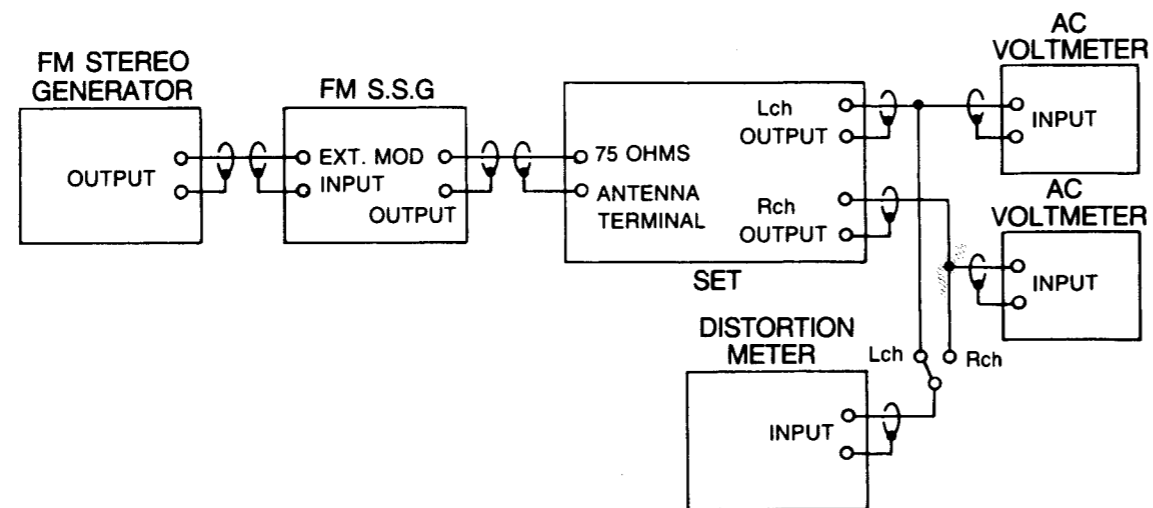 FM STEREO
GENERATOR
OUTPUT
FM S.S.G
EXT. MOD
INPUT
OUTPUT
75 OHMS
ANTENNA
TERMINAL
Lch
OUTPUT
Rch
OUTPUT
SET
AC
VOLTMETER
INPUT
AC
VOLTMETER
INPUT
DISTORTION
METER
Lch
Rch
INPUT